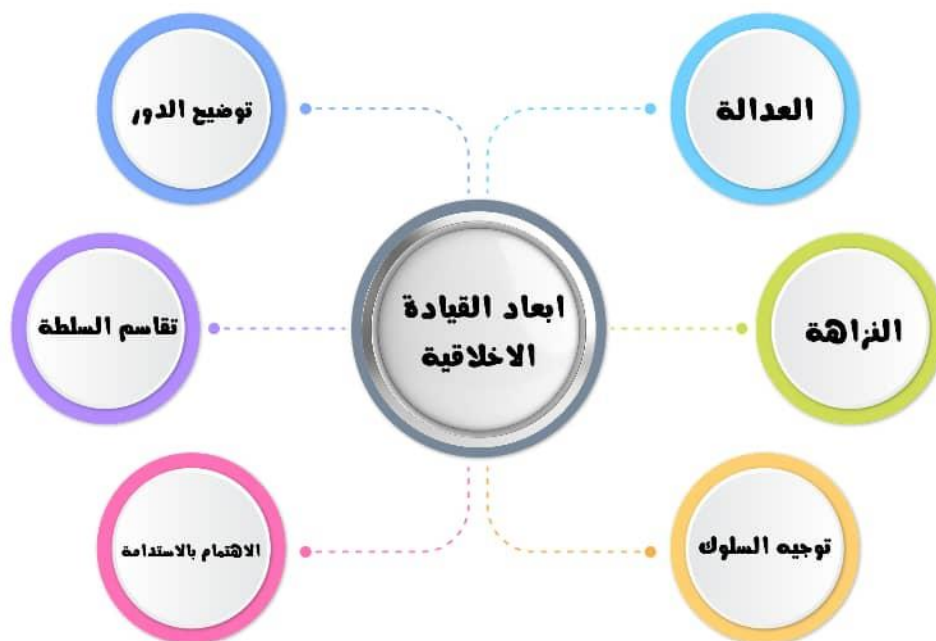 ابعاد القيادة
الاخلاقية
العدالة
النزاهة
توجيه السلوك
توضيح الدور
تقاسم السلطة
الاهتمام بالاستدامة